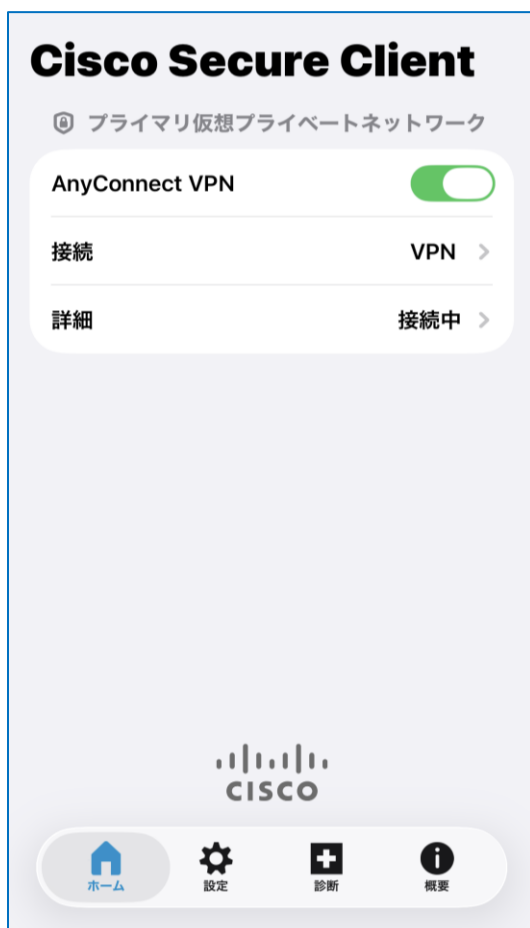 Cisco Secure Client
プライマリ仮想プライベートネットワーク
AnyConnect VPN
接続 VPN
詳細 接続中
CISCO
ホーム 設定 診断 概要